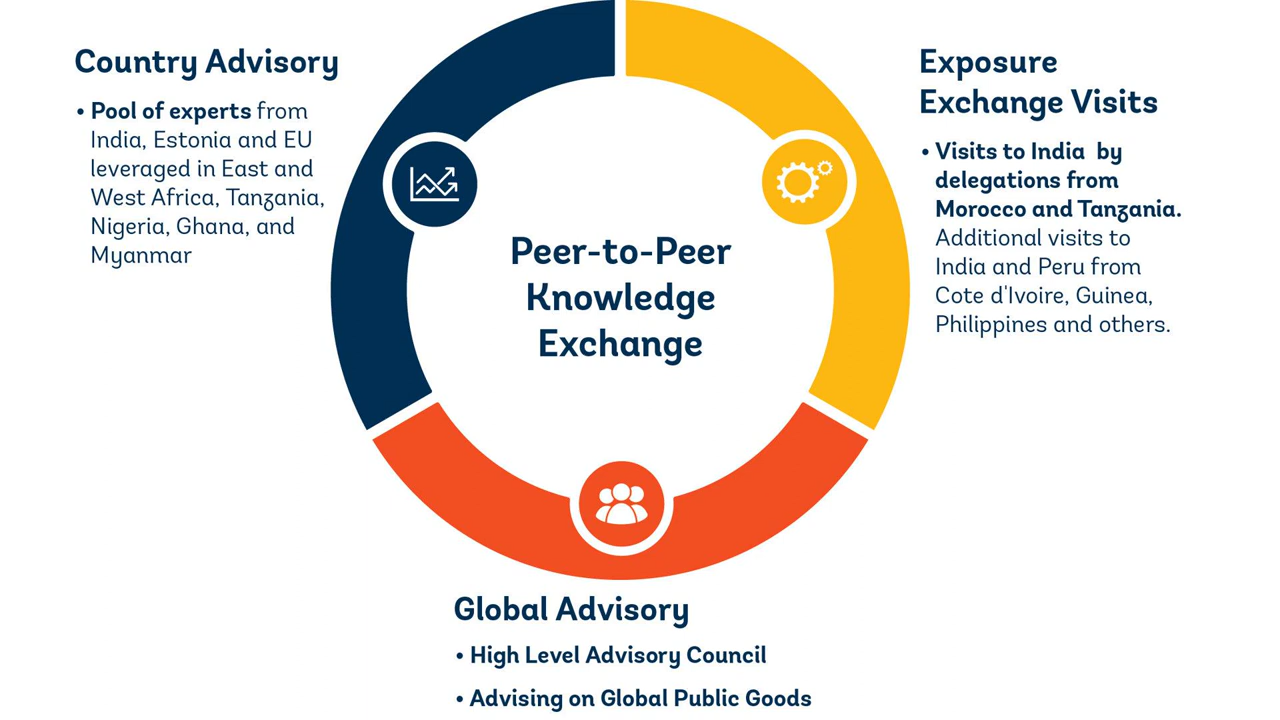 Country Advisory
• Pool of experts from
India, Estonia and EU
leveraged in East and
West Africa, Tanzania,
Nigeria, Ghana, and
Myanmar
Peer-to-Peer
Knowledge
Exchange
Exposure
Exchange Visits
• Visits to India by
delegations from
Morocco and Tanzania.
Additional visits to
India and Peru from
Cote d'Ivoire, Guinea,
Philippines and others.
Global Advisory
• High Level Advisory Council
• Advising on Global Public Goods